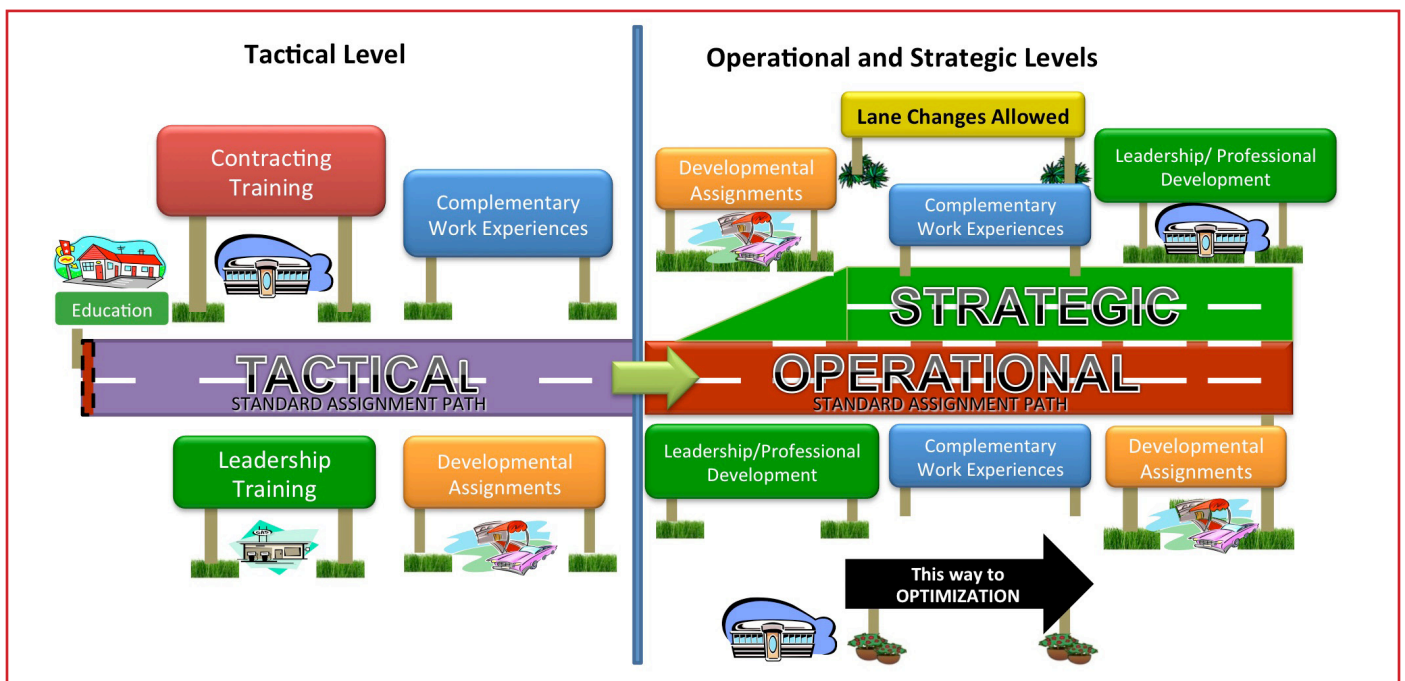 Tactical Level
Operational and Strategic Levels
Lane Changes Allowed
Contracting
Training
Complementary
Work Experiences
Developmental
Assignments
Complementary
Work Experiences
Leadership/ Professional
Development
Education
STRATEGIC
TACTICAL
STANDARD ASSIGNMENT PATH
OPERATIONAL
STANDARD ASSIGNMENT PATH
Leadership
Training
Developmental
Assignments
Leadership/Professional
Development
Complementary
Work Experiences
Developmental
Assignments
GAS
This way to
OPTIMIZATION